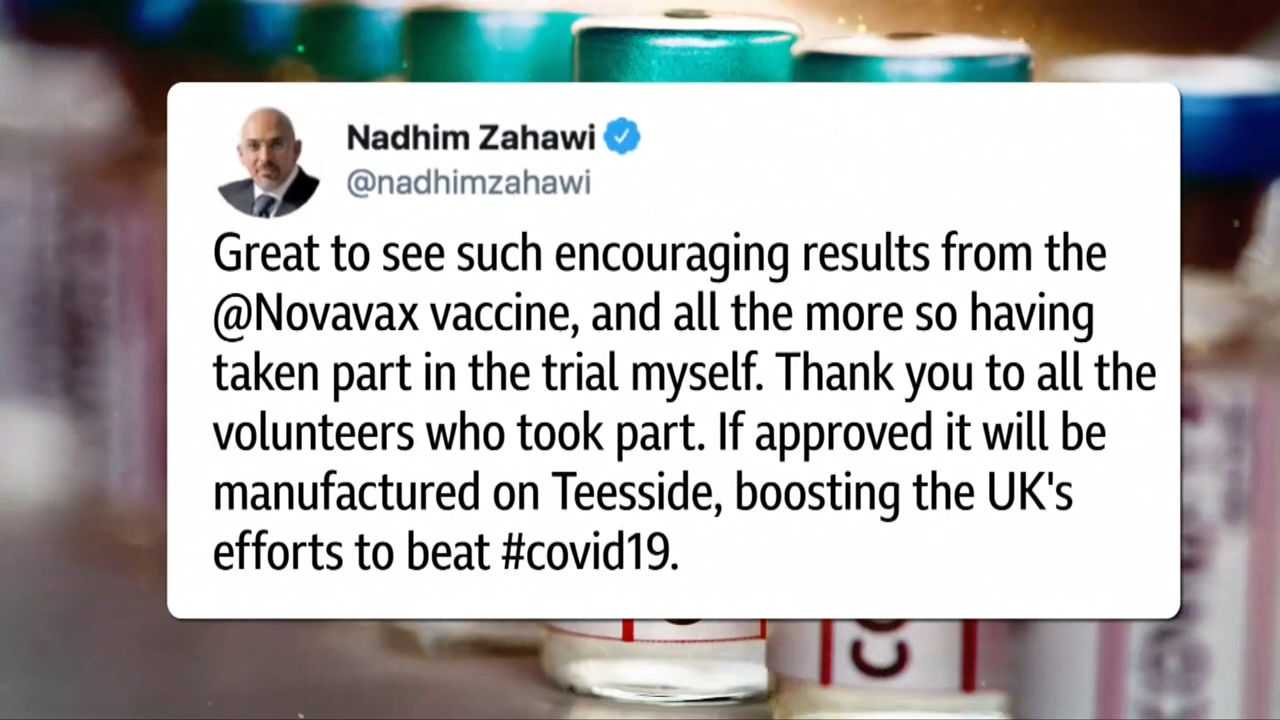 Nadhim Zahawi
@nadhimzahawi
Great to see such encouraging results from the
@Novavax vaccine, and all the more so having
taken part in the trial myself. Thank you to all the
volunteers who took part. If approved it will be
manufactured on Teesside, boosting the UK's
efforts to beat #covid19.